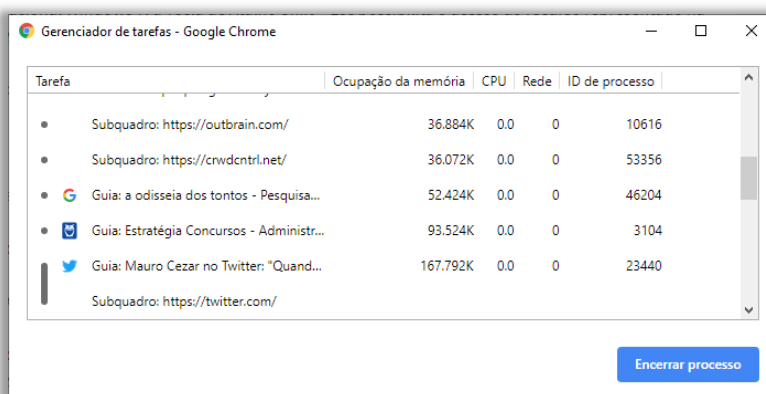 Gerenciador de tarefas - Google Chrome
Tarefa Ocupação da memória CPU Rede ID de processo
Subquadro: https://outbrain.com/ 36.884K 0.0 0 10616
Subquadro: https://crwdcntrl.net/ 36.072K 0.0 0 53356
Guia: a odisseia dos tontos - Pesquisa... 52.424K 0.0 0 46204
Guia: Estratégia Concursos - Administr... 93.524K 0.0 0 3104
Guia: Mauro Cezar no Twitter: "Quand... 167.792K 0.0 0 23440
Subquadro: https://twitter.com/
Encerrar processo